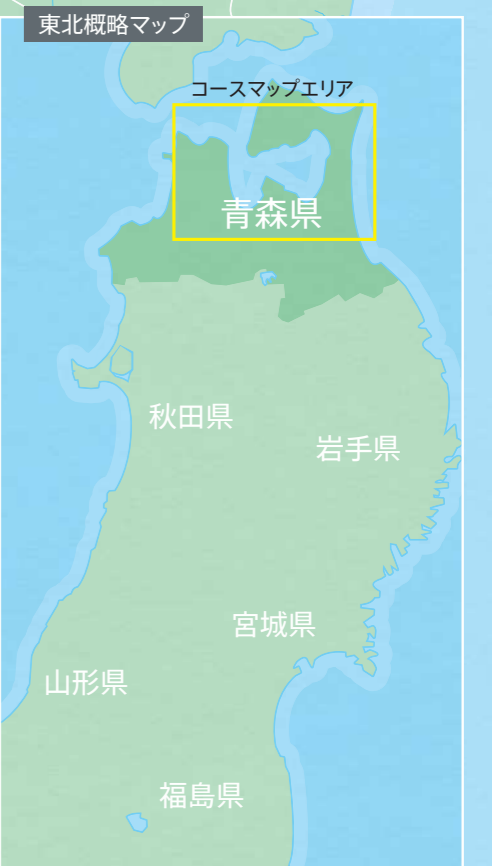 東北概略マップ
コースマップエリア
青森県
秋田県
岩手県
宮城県
山形県
福島県